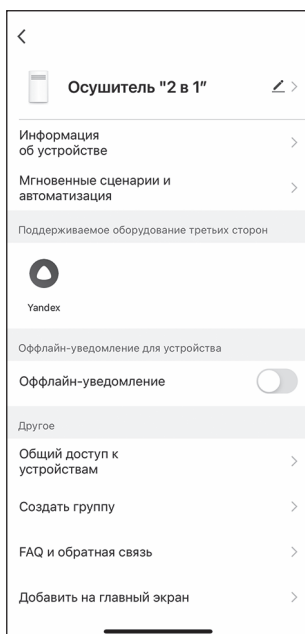 Осушитель "2 в 1”
Информация
об устройстве
Мгновенные сценарии и
автоматизация
Поддерживаемое оборудование третьих сторон
Yandex
Оффлайн-уведомление для устройства
Оффлайн-уведомление
Другое
Общий доступ к
устройствам
Создать группу
FAQ и обратная связь
Добавить на главный экран